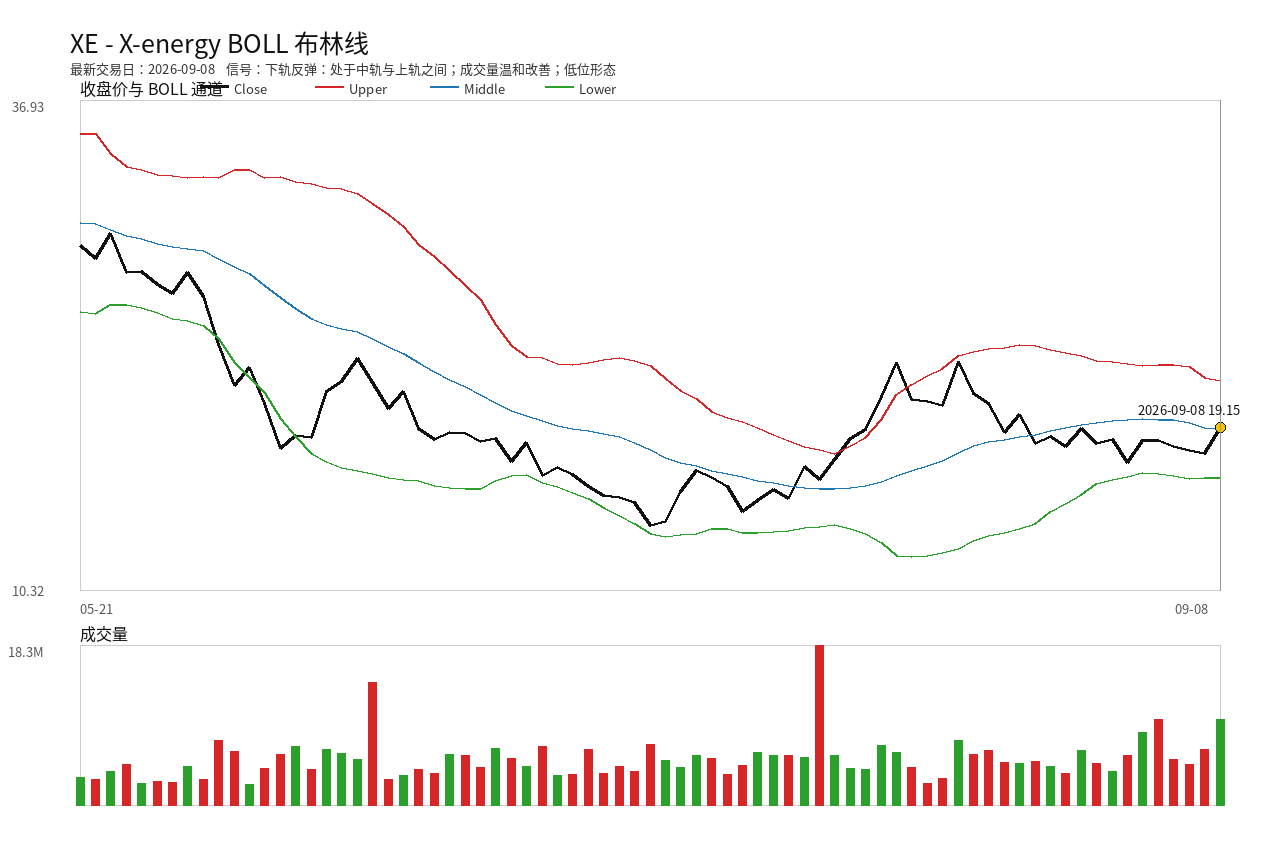 XE - X-energy BOLL 布林线
最新交易日：2026-09-08 信号：下轨反弹：处于中轨与上轨之间；成交量温和改善；低位形态
收盘价与 BOLL 通道 Close Upper Middle Lower
36.93
2026-09-08 19.15
10.32
05-21 09-08
成交量
18.3M